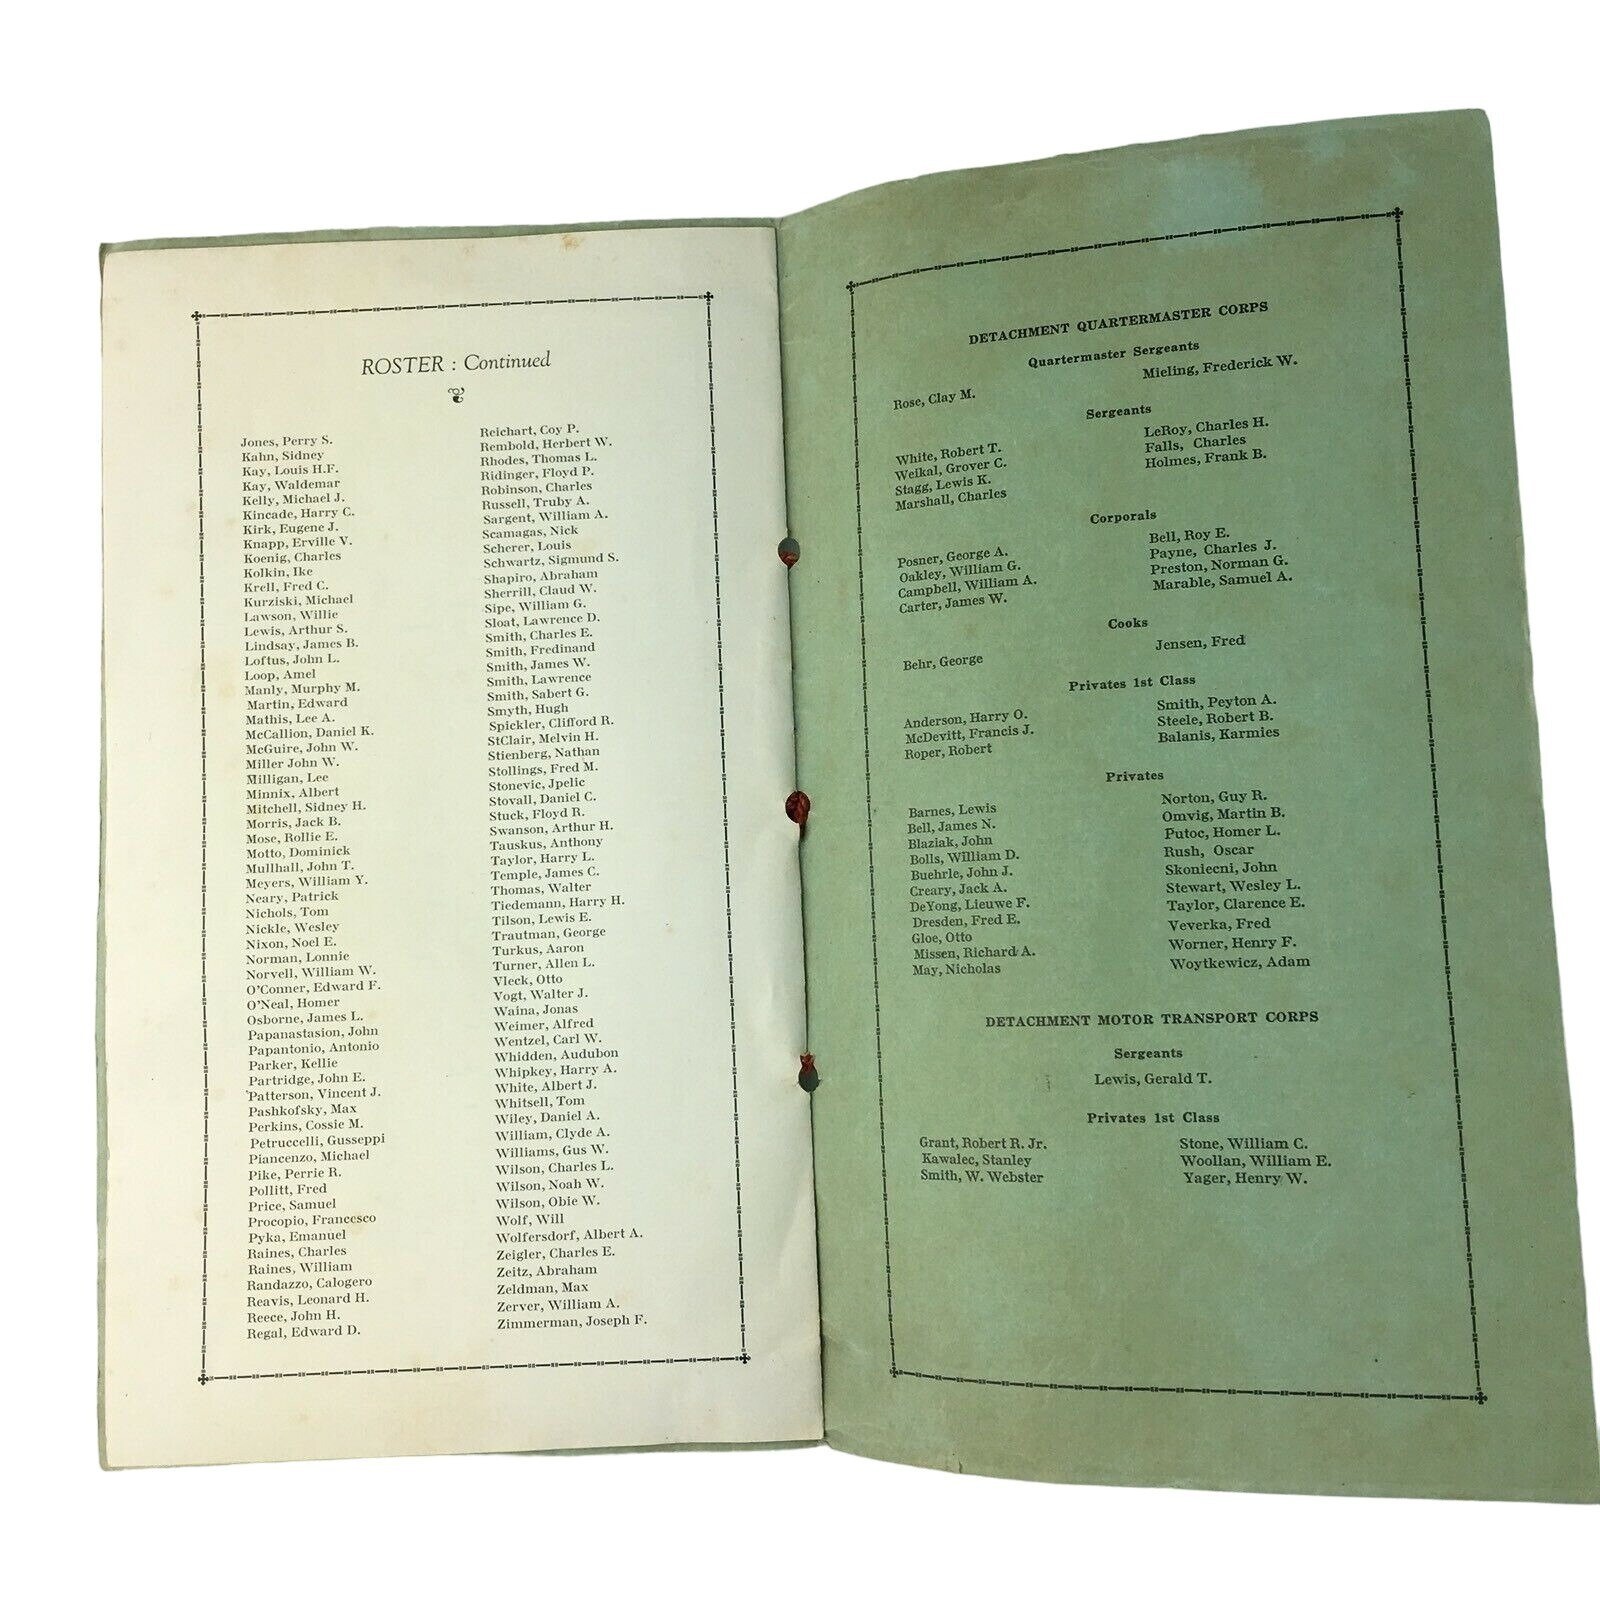 ROSTER : Continued
Jones, Perry S.
Kahn, Sidney
Kay, Louis H.F.
Kay, Waldemar
Kelly, Michael J.
Kincade, Harry C.
Kirk, Eugene J.
Knapp, Erville V.
Koenig, Charles
Kolkin, Ike
Krell, Fred C.
Kurziski, Michael
Lawson, Willie
Lewis, Arthur S.
Lindsay, James B.
Loftus, John L.
Loop, Amel
Manly, Murphy M.
Martin, Edward
Mathis, Lee A.
McCallion, Daniel K.
McGuire, John W.
Miller John W.
Milligan, Lee
Minnix, Albert
Mitchell, Sidney H.
Morris, Jack B.
Mose, Rollie E.
Motto, Dominick
Mullhall, John T.
Meyers, William Y.
Neary, Patrick
Nichols, Tom
Nickle, Wesley
Nixon, Noel E.
Norman, Lonnie
Norvell, William W.
O'Conner, Edward F.
O'Neal, Homer
Osborne, James L.
Papanastasion, John
Papantonio, Antonio
Parker, Kellie
Partridge, John E.
Patterson, Vincent J.
Pashkofsky, Max
Perkins, Cossie M.
Petruccelli, Gusseppi
Piancenzo, Michael
Pike, Perrie R.
Pollitt, Fred
Price, Samuel
Procopio, Francesco
Pyka, Emanuel
Raines, Charles
Raines, William
Randazzo, Calogero
Reavis, Leonard H.
Reece, John H.
Regal, Edward D.
Reichart, Coy P.
Rembold, Herbert W.
Rhodes, Thomas L.
Ridinger, Floyd P.
Robinson, Charles
Russell, Truby A.
Sargent, William A.
Scamagas, Nick
Scherer, Louis
Schwartz, Sigmund S.
Shapiro, Abraham
Sherrill, Claud W.
Sipe, William G.
Sloat, Lawrence D.
Smith, Charles E.
Smith, Fredinand
Smith, James W.
Smith, Lawrence
Smith, Sabert G.
Smyth, Hugh
Spickler, Clifford R.
StClair, Melvin H.
Stienberg, Nathan
Stollings, Fred M.
Stonevic, Jpelic
Stovall, Daniel C.
Stuck, Floyd R.
Swanson, Arthur H.
Tauskus, Anthony
Taylor, Harry L.
Temple, James C.
Thomas, Walter
Tiedemann, Harry H.
Tilson, Lewis E.
Trautman, George
Turkus, Aaron
Turner, Allen L.
Vleck, Otto
Vogt, Walter J.
Waina, Jonas
Weimer, Alfred
Wentzel, Carl W.
Whidden, Audubon
Whipkey, Harry A.
White, Albert J.
Whitsell, Tom
Wiley, Daniel A.
William, Clyde A.
Williams, Gus W.
Wilson, Charles L.
Wilson, Noah W.
Wilson, Obie W.
Wolf, Will
Wolfersdorf, Albert A.
Zeigler, Charles E.
Zeitz, Abraham
Zeldman, Max
Zerver, William A.
Zimmerman, Joseph F.
DETACHMENT QUARTERMASTER CORPS
Quartermaster Sergeants
Rose, Clay M.
Mieling, Frederick W.
Sergeants
White, Robert T.
Weikal, Grover C.
Stagg, Lewis K.
Marshall, Charles
LeRoy, Charles H.
Falls, Charles
Holmes, Frank B.
Corporals
Posner, George A.
Oakley, William G.
Campbell, William A.
Carter, James W.
Bell, Roy E.
Payne, Charles J.
Preston, Norman G.
Marable, Samuel A.
Cooks
Behr, George
Jensen, Fred
Privates 1st Class
Anderson, Harry O.
McDevitt, Francis J.
Roper, Robert
Smith, Peyton A.
Steele, Robert B.
Balanis, Karmies
Privates
Barnes, Lewis
Bell, James N.
Blaziak, John
Bolls, William D.
Buehrle, John J.
Creary, Jack A.
DeYong, Lieuwe F.
Dresden, Fred E.
Gloe, Otto
Missen, Richard A.
May, Nicholas
Norton, Guy R.
Omvig, Martin B.
Putoc, Homer L.
Rush, Oscar
Skoniecni, John
Stewart, Wesley L.
Taylor, Clarence E.
Veverka, Fred
Worner, Henry F.
Woytkewicz, Adam
DETACHMENT MOTOR TRANSPORT CORPS
Sergeants
Lewis, Gerald T.
Privates 1st Class
Grant, Robert R. Jr.
Kawalec, Stanley
Smith, W. Webster
Stone, William C.
Woollan, William E.
Yager, Henry W.